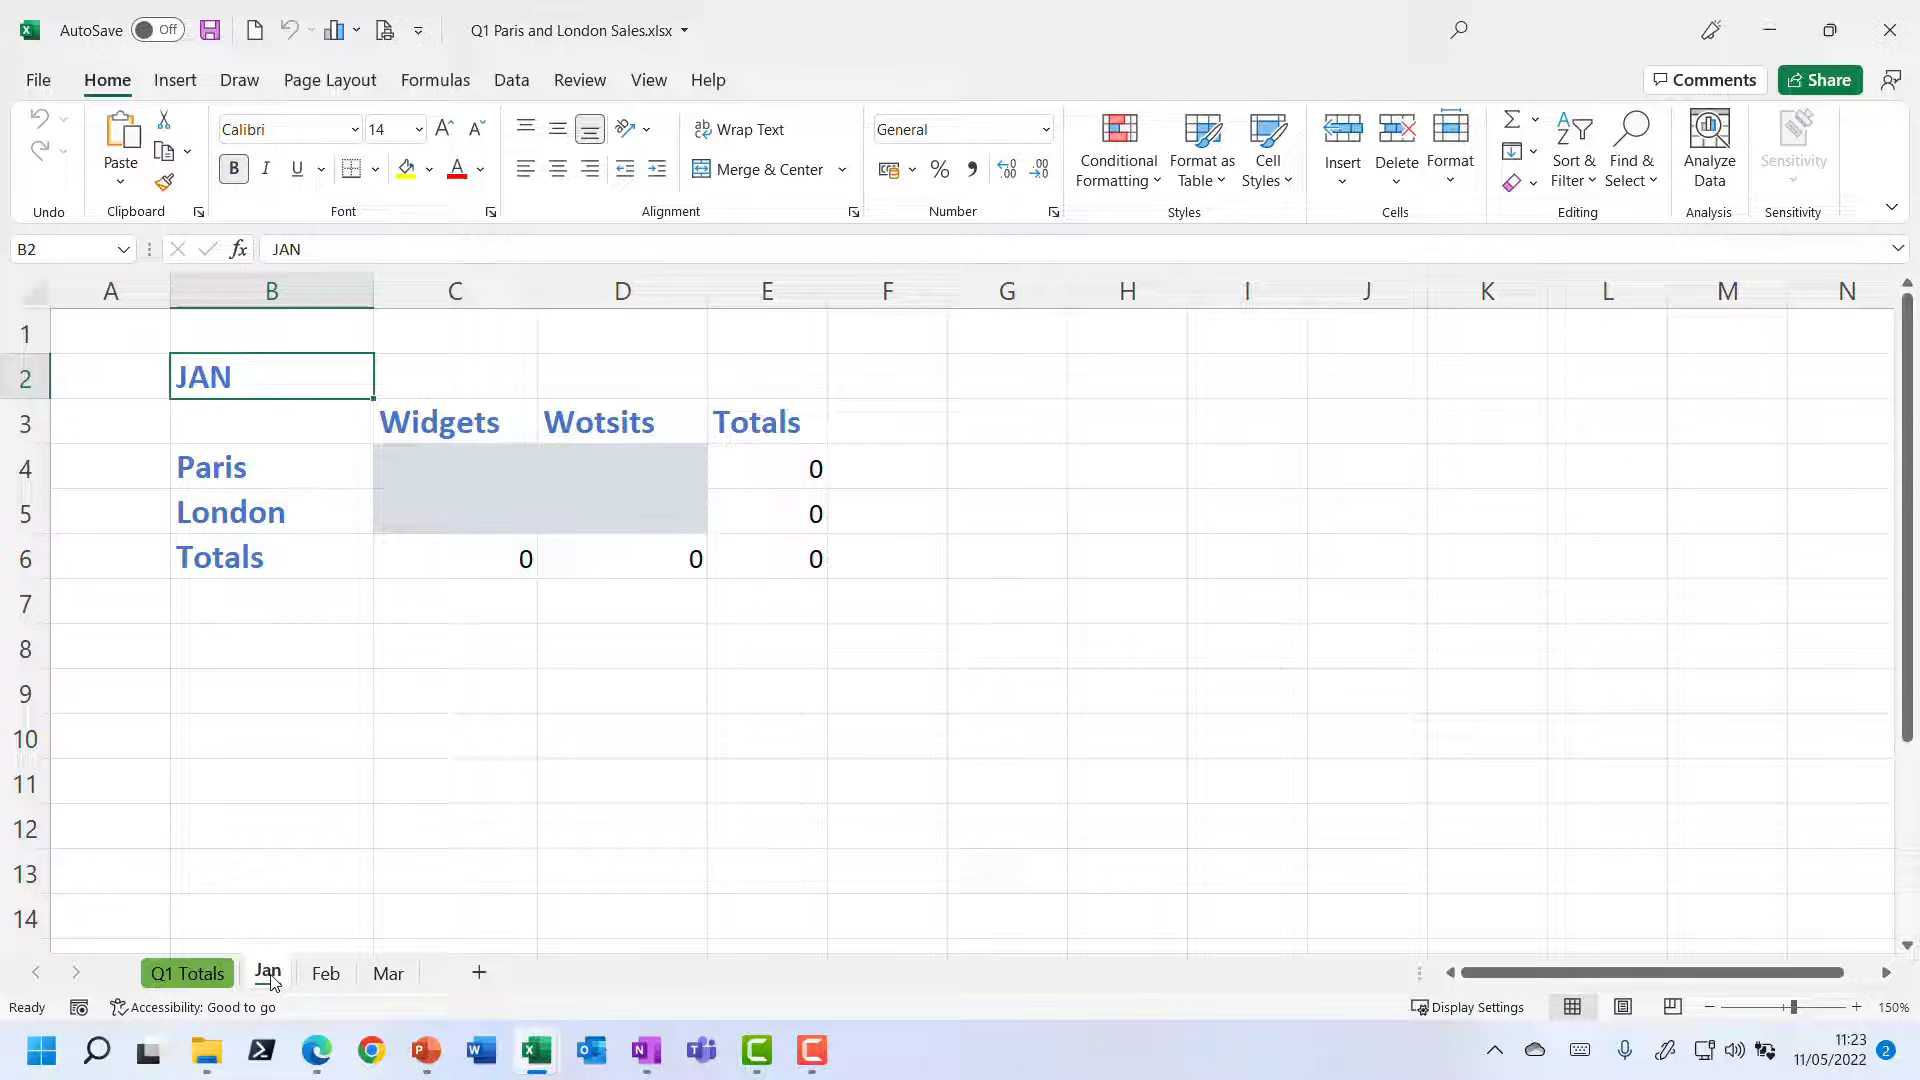 AutoSave Off Q1 Paris and London Sales.xlsx
File Home Insert Draw Page Layout Formulas Data Review View Help Comments Share
Calibri 14 Wrap Text General
B I U Merge & Center
Paste Conditional Formatting Format as Table Cell Styles Insert Delete Format Sort & Filter Find & Select Analyze Data Sensitivity
Undo Clipboard Font Alignment Number Styles Cells Editing Analysis Sensitivity
B2 fx JAN
A B C D E F G H I J K L M N
1
2 JAN
3 Widgets Wotsits Totals
4 Paris 0
5 London 0
6 Totals 0 0 0
7
8
9
10
11
12
13
14
Q1 Totals Jan Feb Mar +
Ready Accessibility: Good to go Display Settings 150%
11:23
11/05/2022 2